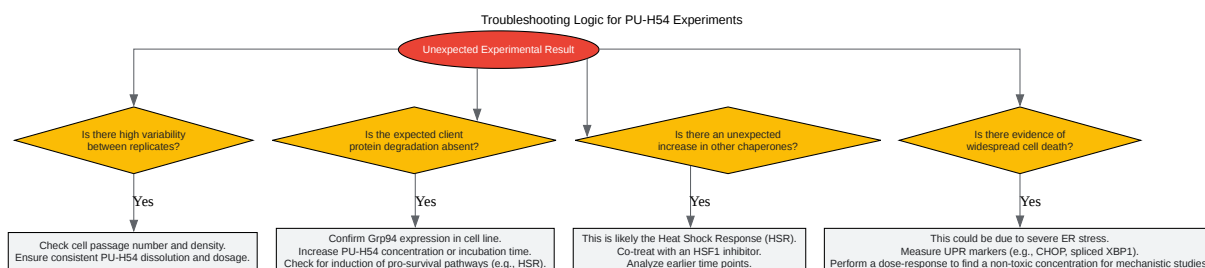 Troubleshooting Logic for PU-H54 Experiments
Unexpected Experimental Result
Is there high variability
between replicates?
Is the expected client
protein degradation absent?
Is there an unexpected
increase in other chaperones?
Is there evidence of
widespread cell death?
Yes
Yes
Yes
Yes
Check cell passage number and density.
Ensure consistent PU-H54 dissolution and dosage.
Confirm Grp94 expression in cell line.
Increase PU-H54 concentration or incubation time.
Check for induction of pro-survival pathways (e.g., HSR).
This is likely the Heat Shock Response (HSR).
Co-treat with an HSF1 inhibitor.
Analyze earlier time points.
This could be due to severe ER stress.
Measure UPR markers (e.g., CHOP, spliced XBP1).
Perform a dose-response to find a non-toxic concentration for mechanistic studies